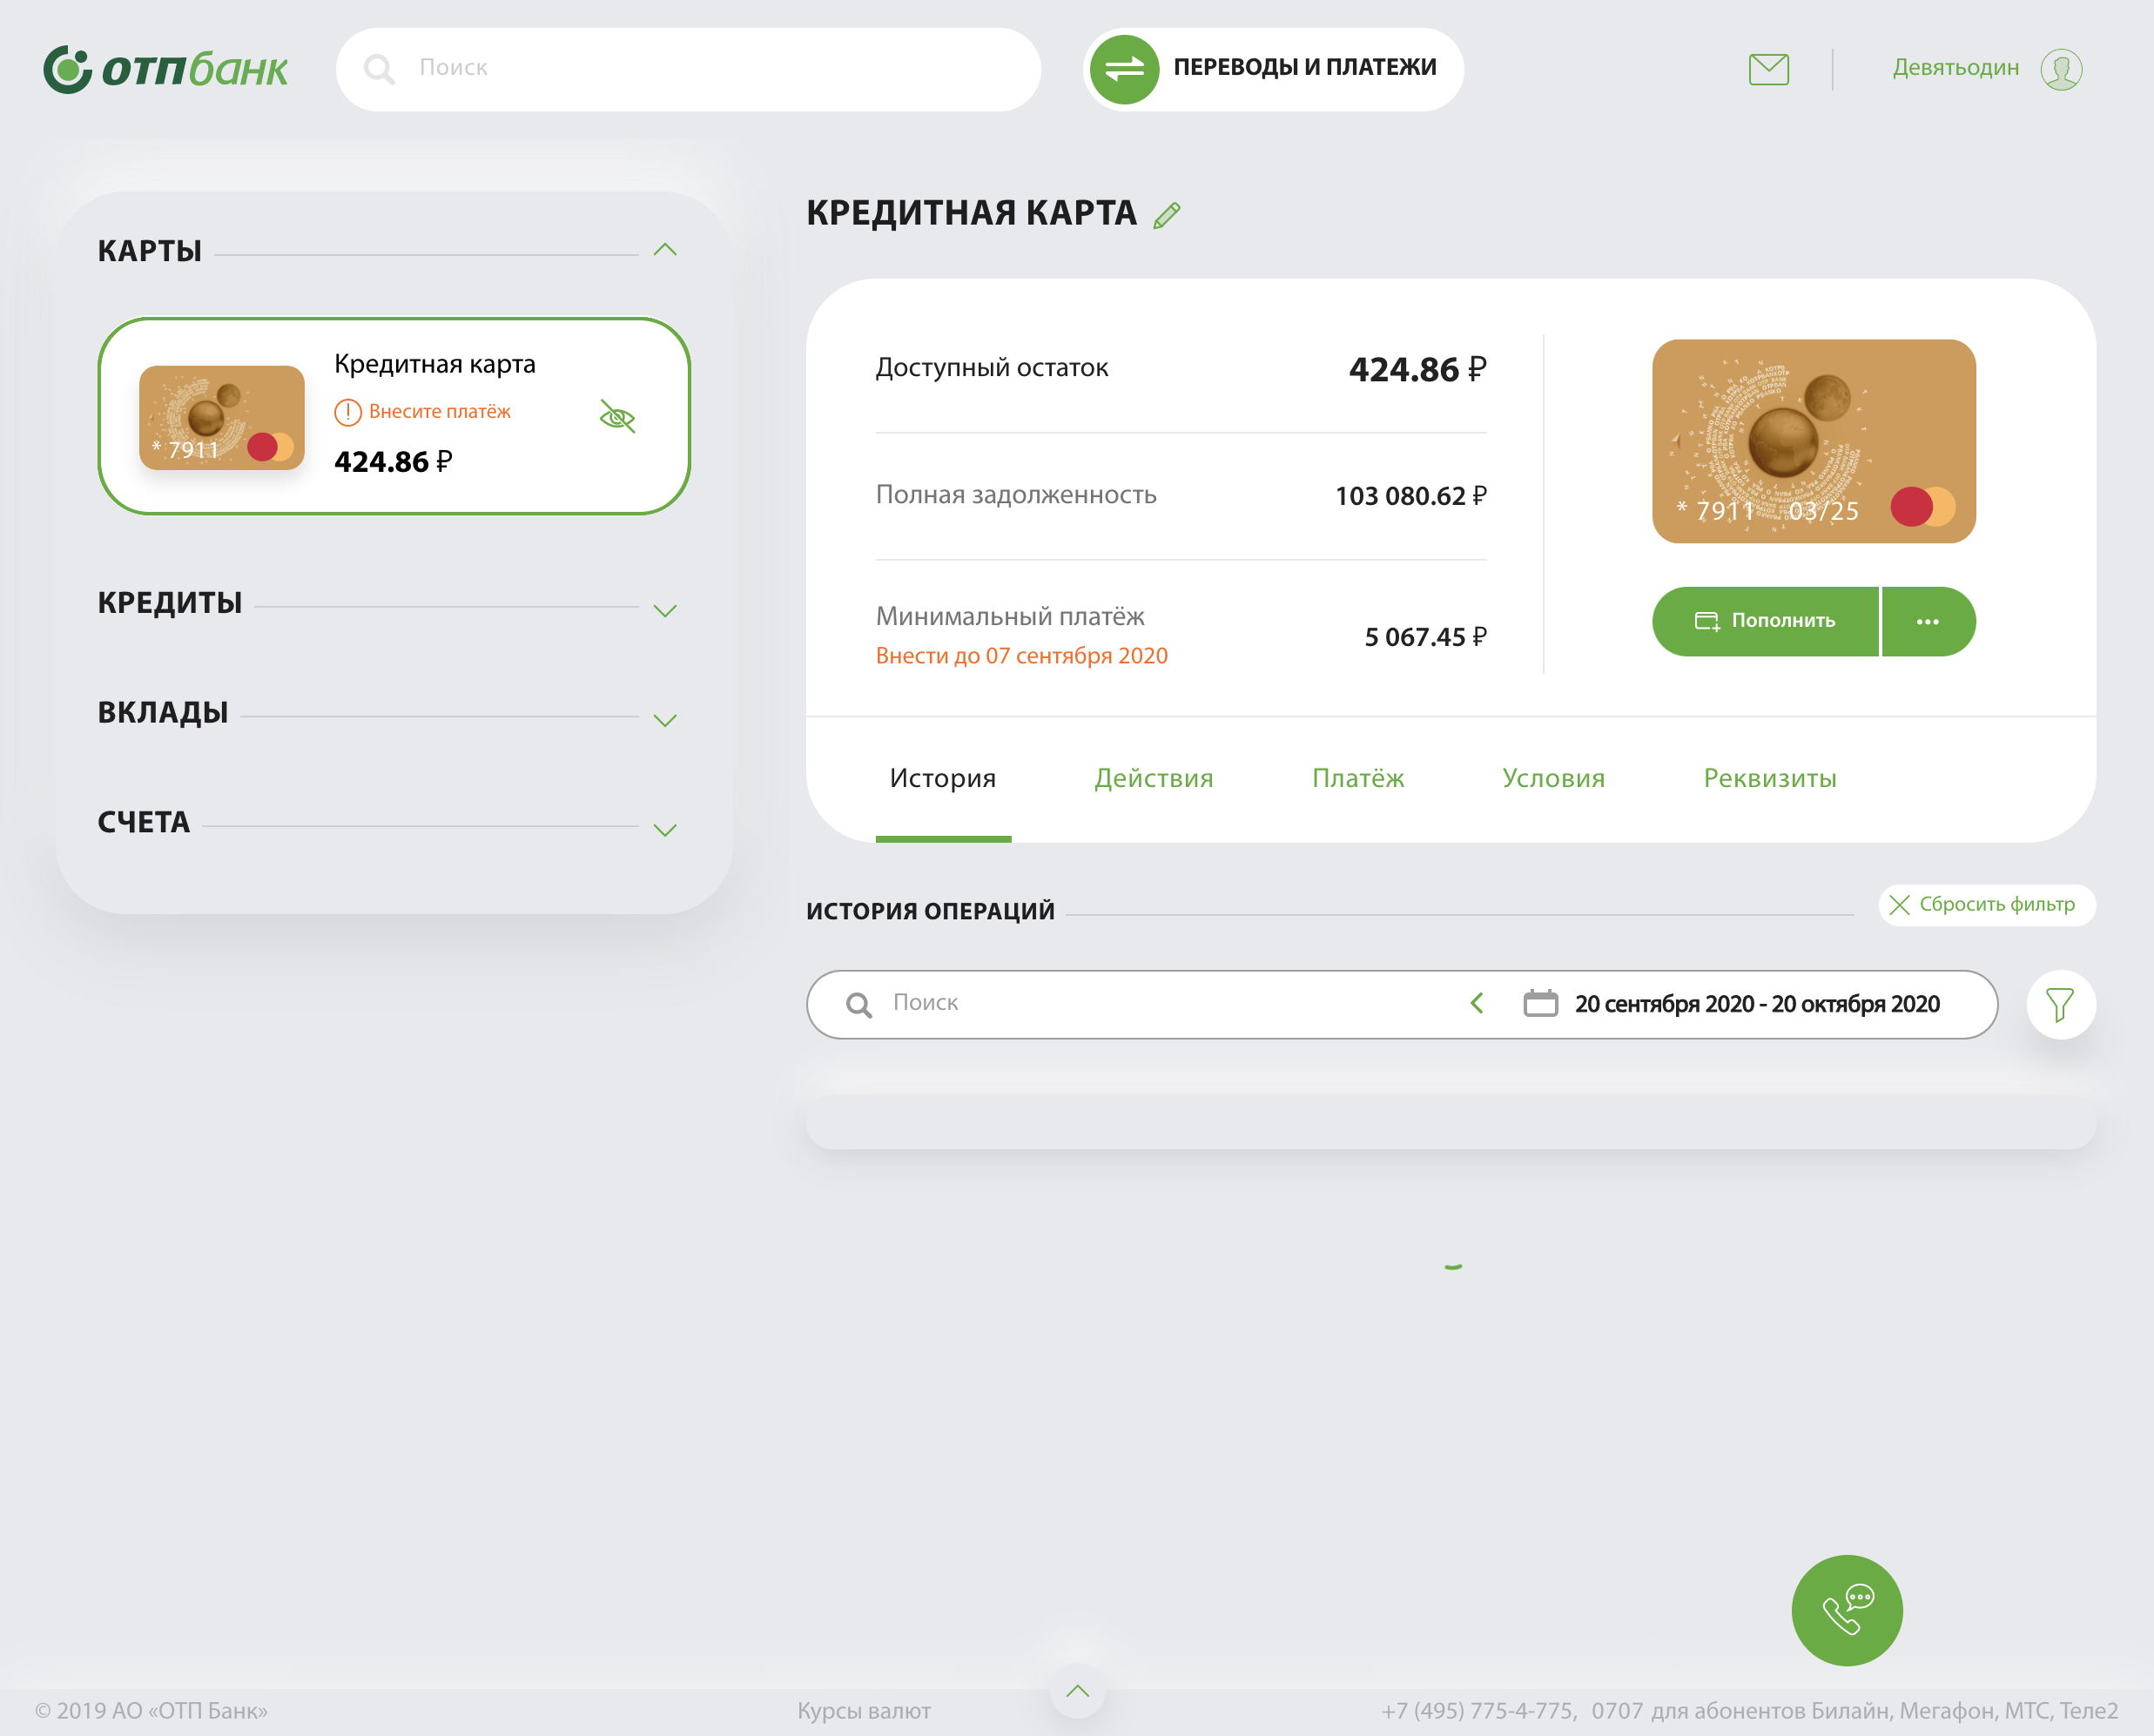 ОТПбанк
Поиск
ПЕРЕВОДЫ И ПЛАТЕЖИ
Девятьодин
КАРТЫ
Кредитная карта
Внесите платёж
424.86 ₽
* 7911
КРЕДИТЫ
ВКЛАДЫ
СЧЕТА
КРЕДИТНАЯ КАРТА
Доступный остаток 424.86 ₽
Полная задолженность 103 080.62 ₽
Минимальный платёж 5 067.45 ₽
Внести до 07 сентября 2020
* 7911 03/25
Пополнить
История Действия Платёж Условия Реквизиты
ИСТОРИЯ ОПЕРАЦИЙ
Сбросить фильтр
Поиск
20 сентября 2020 - 20 октября 2020
© 2019 АО «ОТП Банк»
Курсы валют
+7 (495) 775-4-775, 0707 для абонентов Билайн, Мегафон, МТС, Теле2